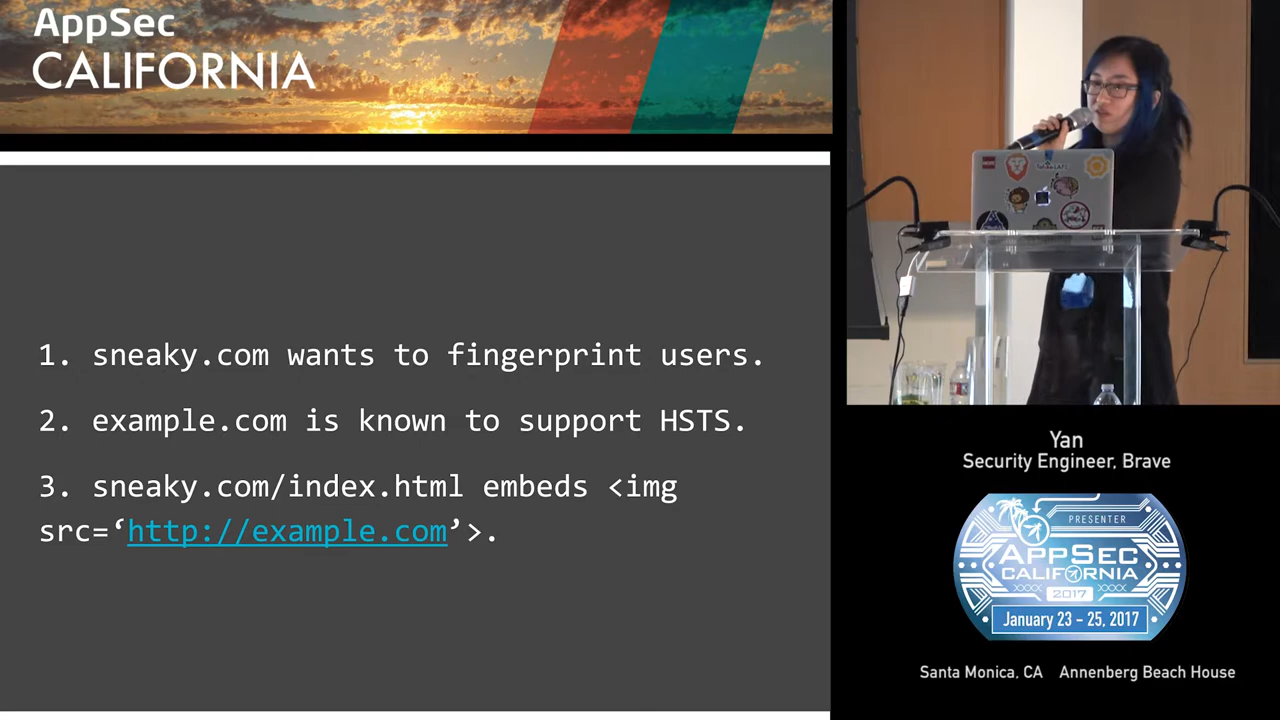 AppSec
CALIFORNIA
1. sneaky.com wants to fingerprint users.
2. example.com is known to support HSTS.
3. sneaky.com/index.html embeds <img
src=‘http://example.com’>.
Yan
Security Engineer, Brave
PRESENTER
APPSEC
CALIFORNIA
2017
January 23 - 25, 2017
Santa Monica, CA Annenberg Beach House